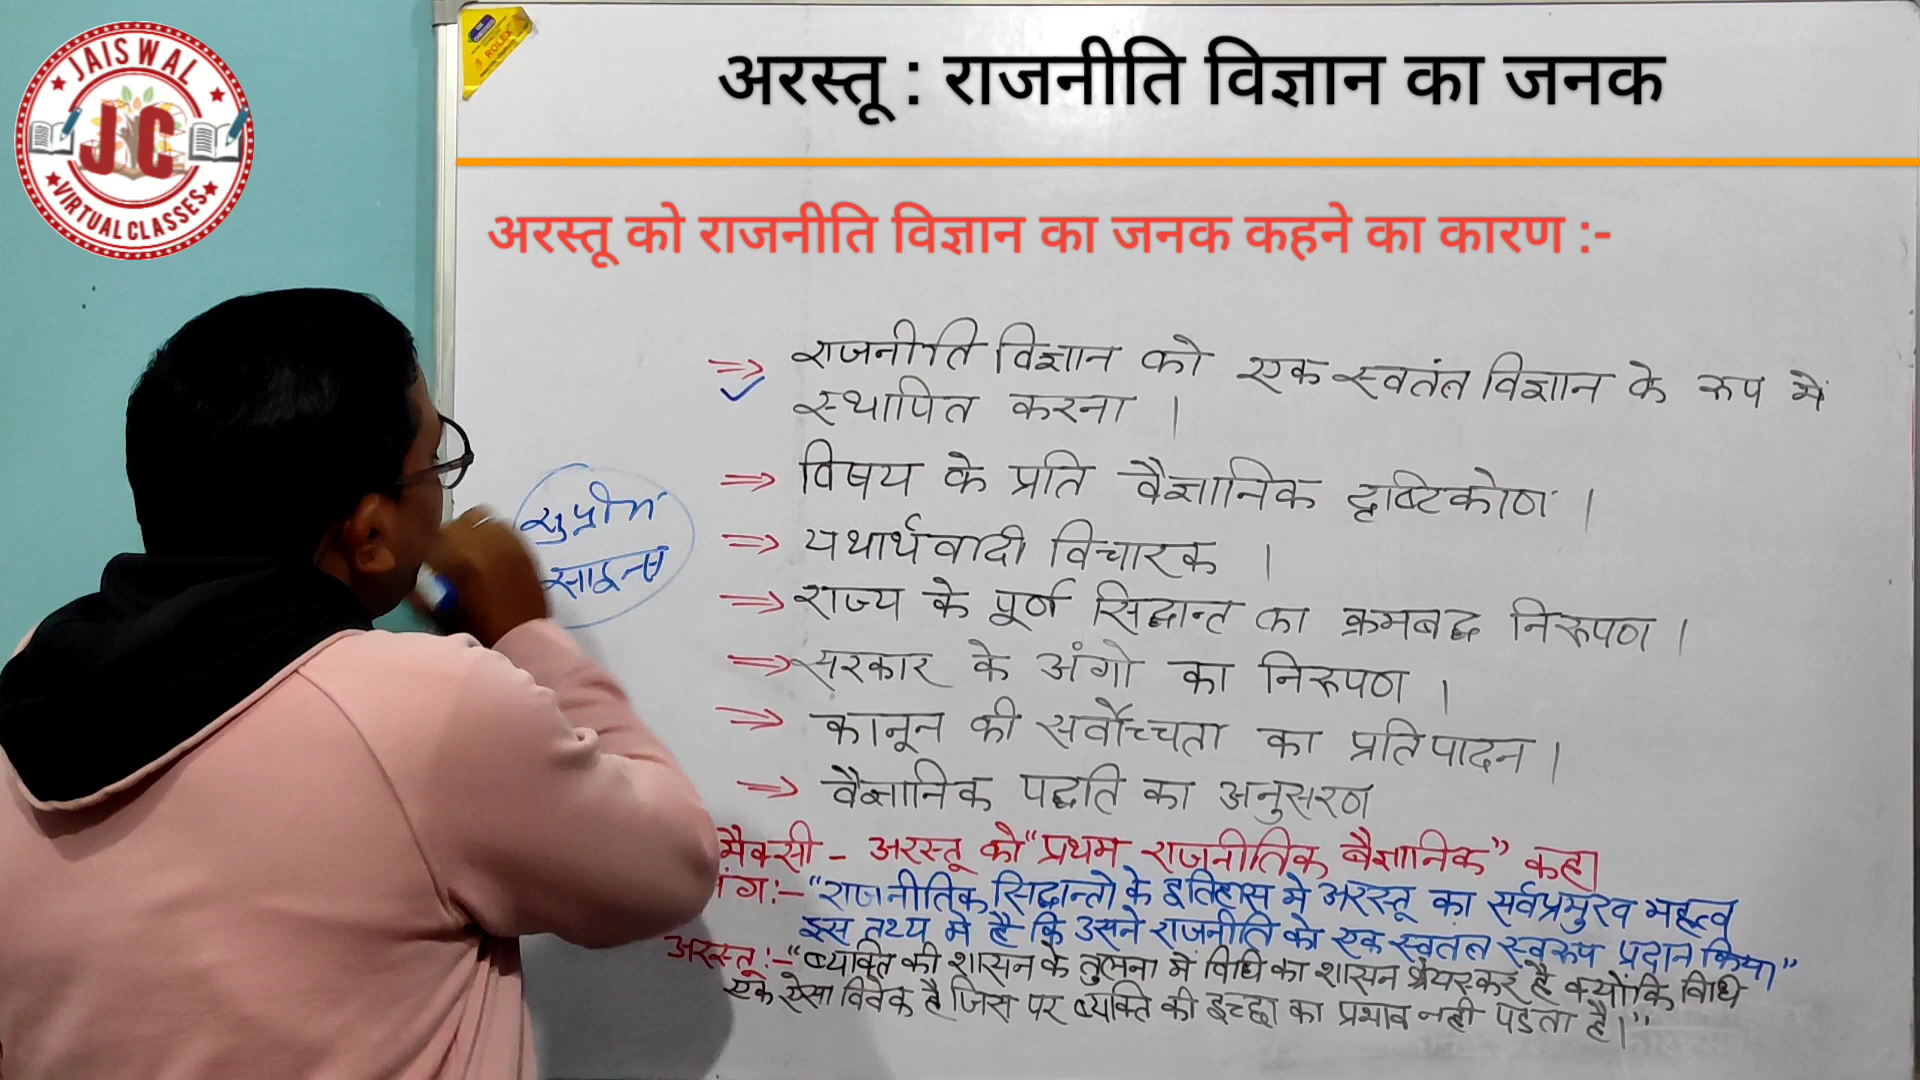 JAISWAL
JC
VIRTUAL CLASSES
ROLEX
अरस्तू : राजनीति विज्ञान का जनक
अरस्तू को राजनीति विज्ञान का जनक कहने का कारण :-
⇒ राजनीति विज्ञान को एक स्वतंत विज्ञान के रूप में
स्थापित करना ।
⇒ विषय के प्रति वैज्ञानिक दृष्टिकोण ।
सुप्रीम
साइन्स
⇒ यथार्थवादी विचारक ।
⇒ राज्य के पूर्ण सिद्धान्त का क्रमबद्ध निरूपण ।
⇒ सरकार के अंगो का निरूपण ।
⇒ कानून की सर्वोच्चता का प्रतिपादन ।
⇒ वैज्ञानिक पद्धति का अनुसरण
मैक्सी - अरस्तू को "प्रथम राजनीतिक वैज्ञानिक" कहा
:- "राजनीतिक सिद्धान्तो के इतिहास मे अरस्तू का सर्वप्रमुख महत्व
इस तथ्य मे है कि उसने राजनीति को एक स्वतंत स्वरूप प्रदान किया"
अरस्तू :- "व्यक्ति की शासन के तुलना में विधि का शासन श्रेयस्कर है क्योंकि विधि
एक ऐसा विवेक है जिस पर व्यक्ति की इच्छा का प्रभाव नही पड़ता है।"